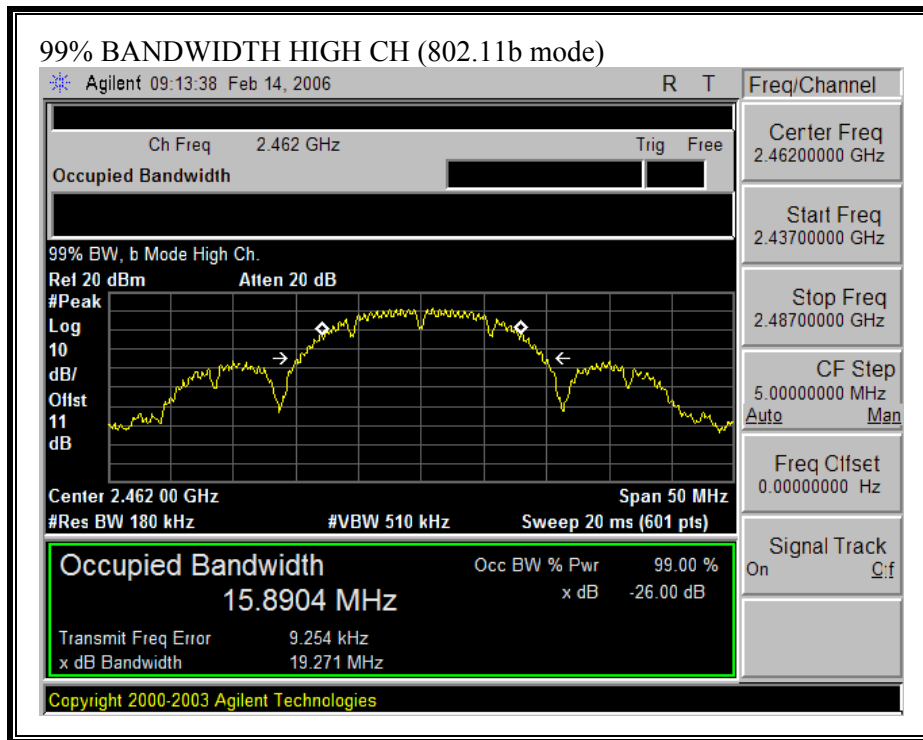 99% BANDWIDTH HIGH CH (802.11b mode)
Agilent 09:13:38 Feb 14, 2006 R T
Freq/Channel
Ch Freq 2.462 GHz Trig Free
Occupied Bandwidth
Center Freq
2.46200000 GHz
Start Freq
2.43700000 GHz
Stop Freq
2.48700000 GHz
CF Step
5.00000000 MHz
Auto Man
Freq Offset
0.00000000 Hz
Signal Track
On Off
99% BW, b Mode High Ch.
Ref 20 dBm Atten 20 dB
#Peak
Log
10
dB/
Offst
11
dB
Center 2.462 00 GHz Span 50 MHz
#Res BW 180 kHz #VBW 510 kHz Sweep 20 ms (601 pts)
Occupied Bandwidth
15.8904 MHz
Occ BW % Pwr 99.00 %
x dB -26.00 dB
Transmit Freq Error 9.254 kHz
x dB Bandwidth 19.271 MHz
Copyright 2000-2003 Agilent Technologies